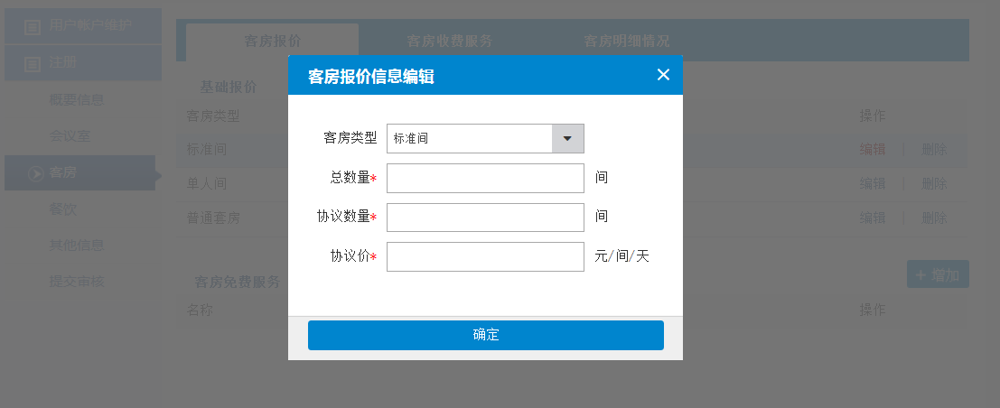 用户帐户维护
注册
概要信息
会议室
客房
餐饮
其他信息
提交审核
客房报价 客房收费服务 客房明细情况
基础报价
客房类型 操作
标准间 编辑 | 删除
单人间 编辑 | 删除
普通套房 编辑 | 删除
客房免费服务 + 增加
名称 操作
客房报价信息编辑 ×
客房类型 标准间
总数量* 间
协议数量* 间
协议价* 元/间/天
确定